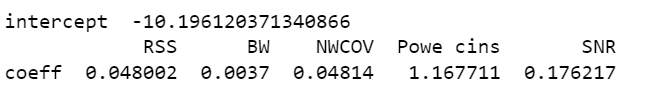 intercept -10.196120371340866
RSS BW NWCOV Powe cins SNR
coeff 0.048002 0.0037 0.04814 1.167711 0.176217